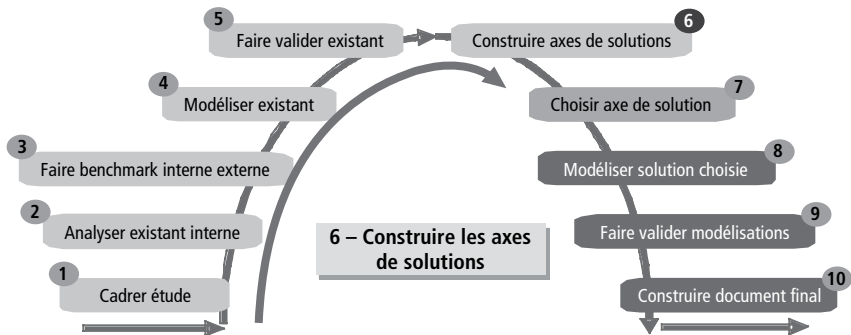 5
Faire valider existant
Construire axes de solutions
6
4
Modéliser existant
7
Choisir axe de solution
3
Faire benchmark interne externe
8
Modéliser solution choisie
2
Analyser existant interne
9
Faire valider modélisations
6 – Construire les axes
de solutions
1
Cadrer étude
10
Construire document final